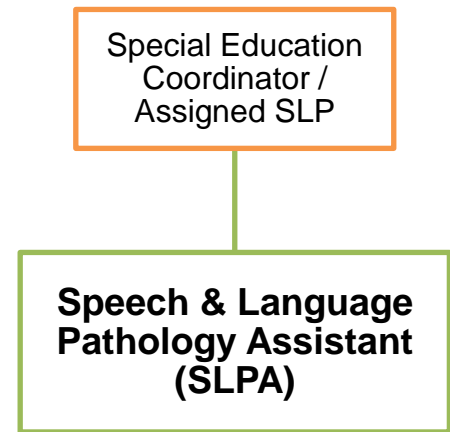 Special Education
Coordinator /
Assigned SLP
Speech & Language
Pathology Assistant
(SLPA)